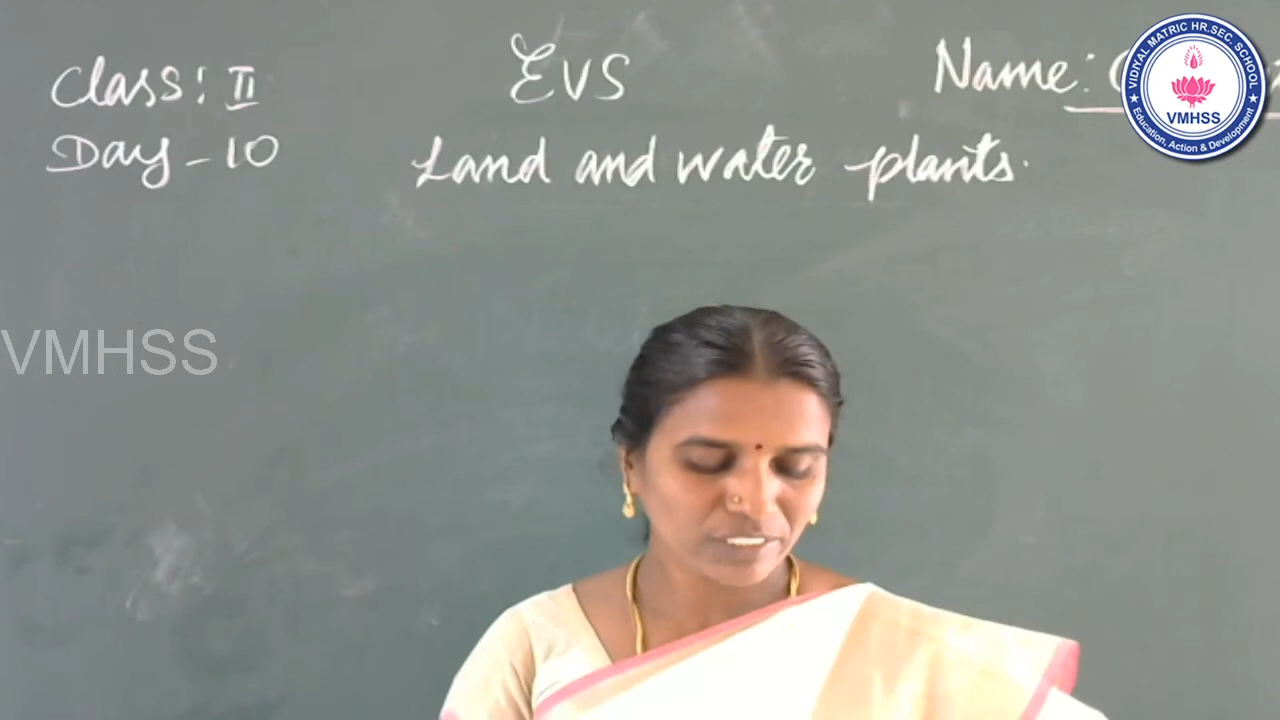 Class: II
Day - 10
EVS
Land and water plants.
Name:
VIDIYAL MATRIC HR.SEC. SCHOOL
VMHSS
★ Education, Action & Development ★
VMHSS